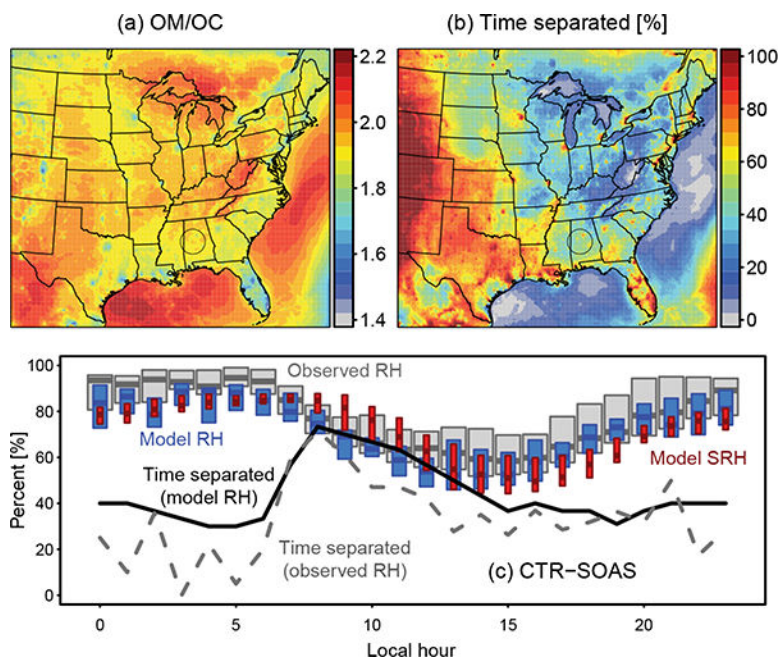 (a) OM/OC
(b) Time separated [%]
2.2
2.0
1.8
1.6
1.4
100
80
60
40
20
0
Percent [%]
100
80
60
40
20
0
Observed RH
Model RH
Model SRH
Time separated
(model RH)
Time separated
(observed RH)
(c) CTR−SOAS
0 5 10 15 20
Local hour